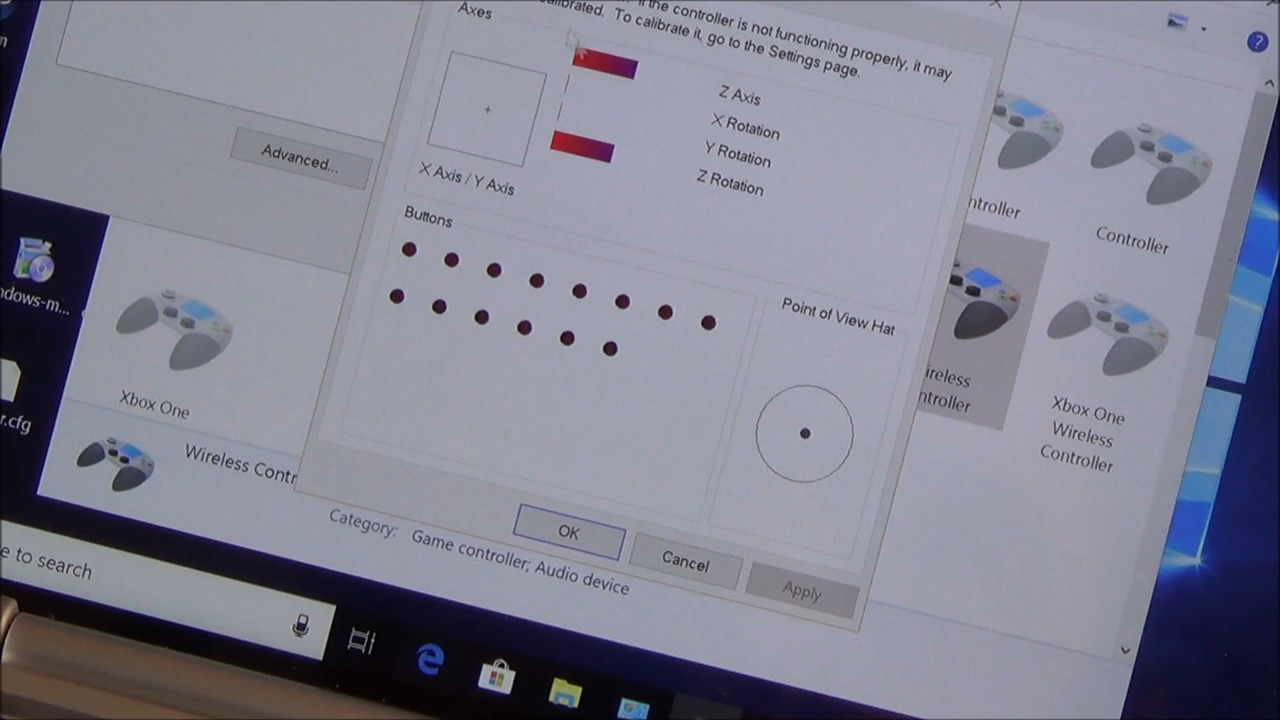 If the controller is not functioning properly, it may
calibrated. To calibrate it, go to the Settings page.
Axes
Z Axis
X Rotation
Y Rotation
Z Rotation
X Axis / Y Axis
Advanced...
Buttons
Point of View Hat
OK
Cancel
Apply
Xbox One
Wireless Contr
Category: Game controller; Audio device
Controller
Xbox One
Wireless
Controller
ntroller
ireless
ntroller
ndows-m...
r.cfg
e to search
?